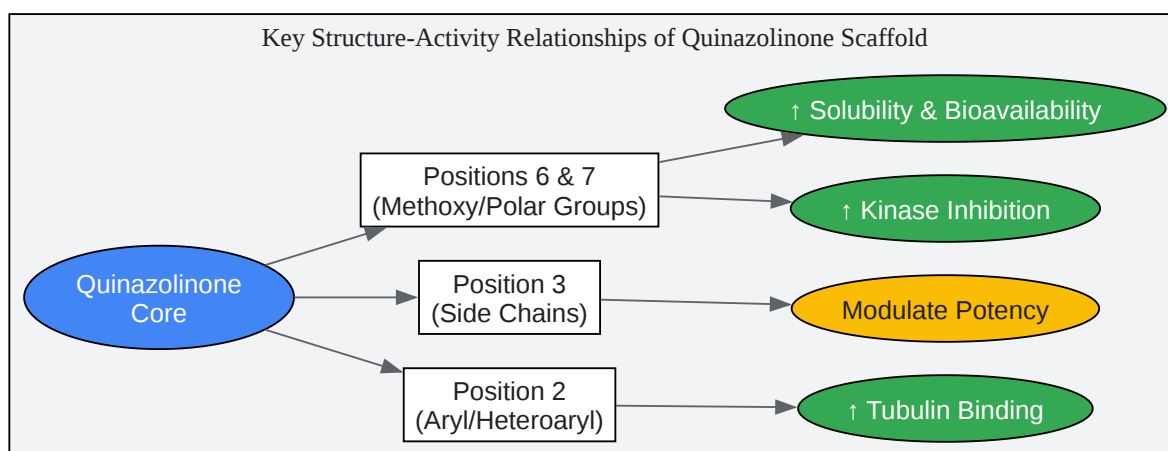 Key Structure-Activity Relationships of Quinazolinone Scaffold
↑ Solubility & Bioavailability
Positions 6 & 7
(Methoxy/Polar Groups)
↑ Kinase Inhibition
Quinazolinone
Core
Position 3
(Side Chains)
Modulate Potency
Position 2
(Aryl/Heteroaryl)
↑ Tubulin Binding